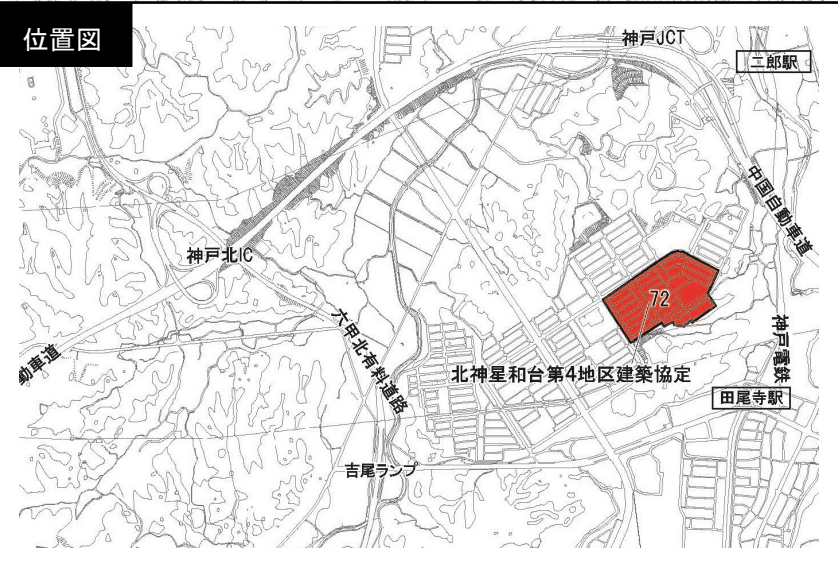 位置図
神戸JCT
二郎駅
中国自動車道
神戸北IC
72
六甲北有料道路
神戸電鉄
動車道
北神星和台第4地区建築協定
田尾寺駅
吉尾ランプ